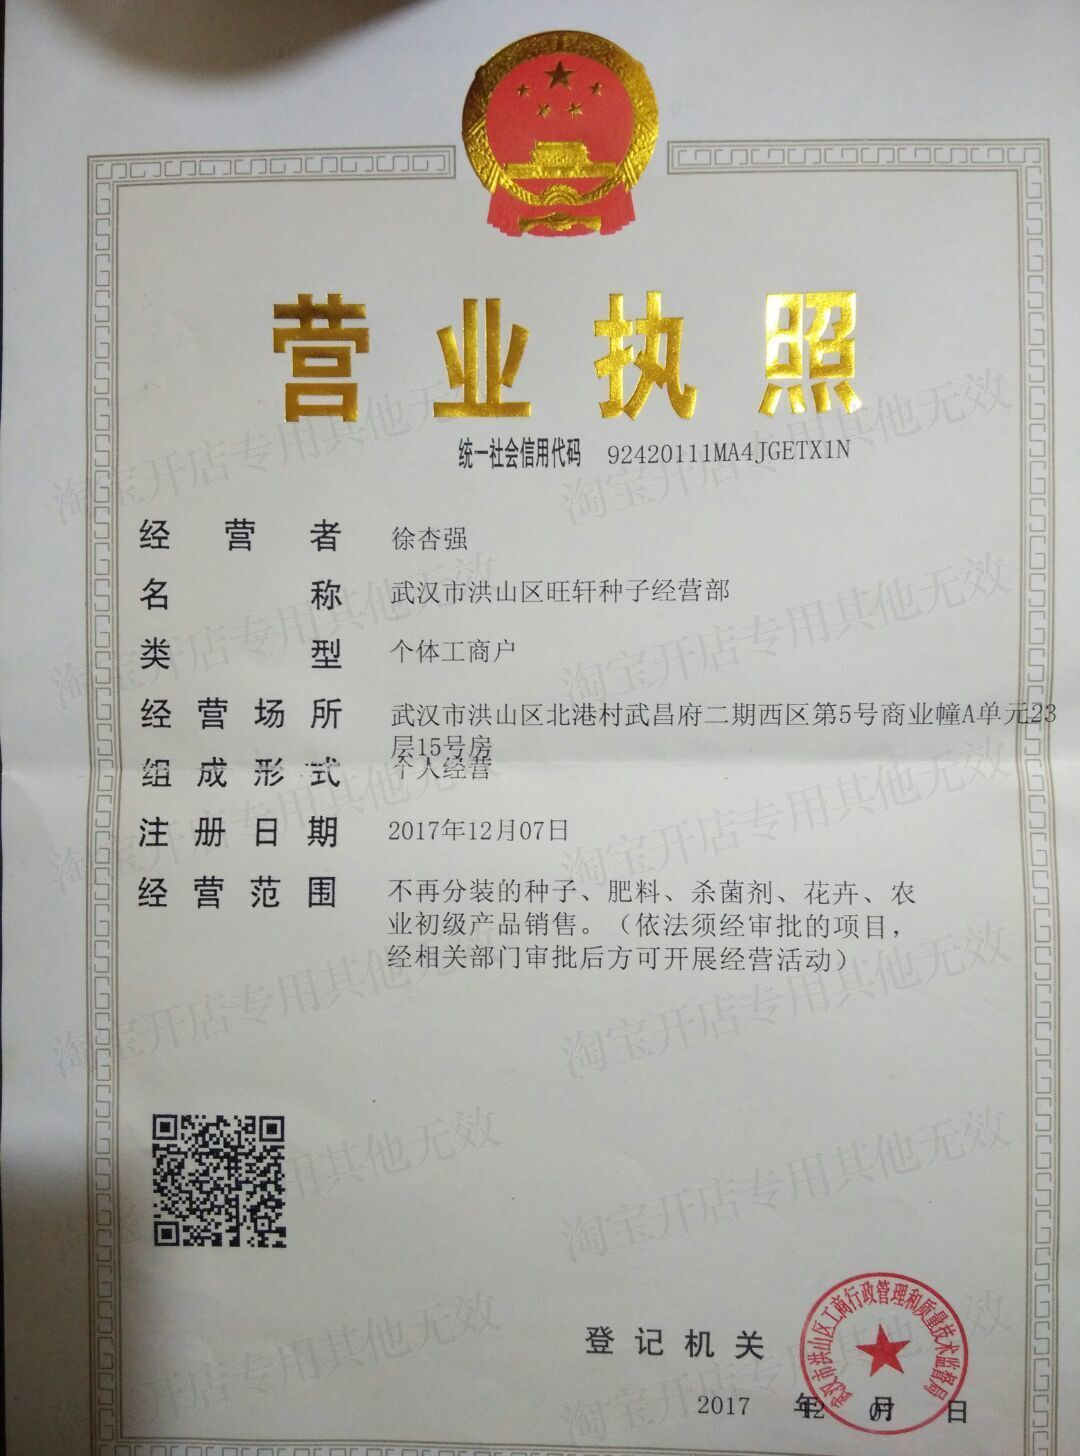 营业执照
统一社会信用代码 92420111MA4JGETX1N
经营者 徐杏强
名称 武汉市洪山区旺轩种子经营部
类型 个体工商户
经营场所 武汉市洪山区北港村武昌府二期西区第5号商业幢A单元23
层15号房
组成形式 个人经营
注册日期 2017年12月07日
经营范围 不再分装的种子、肥料、杀菌剂、花卉、农
业初级产品销售。（依法须经审批的项目，
经相关部门审批后方可开展经营活动）
登记机关
武汉市洪山区工商行政管理和质量技术监督局
2017年12月07日
淘宝开店专用其他无效